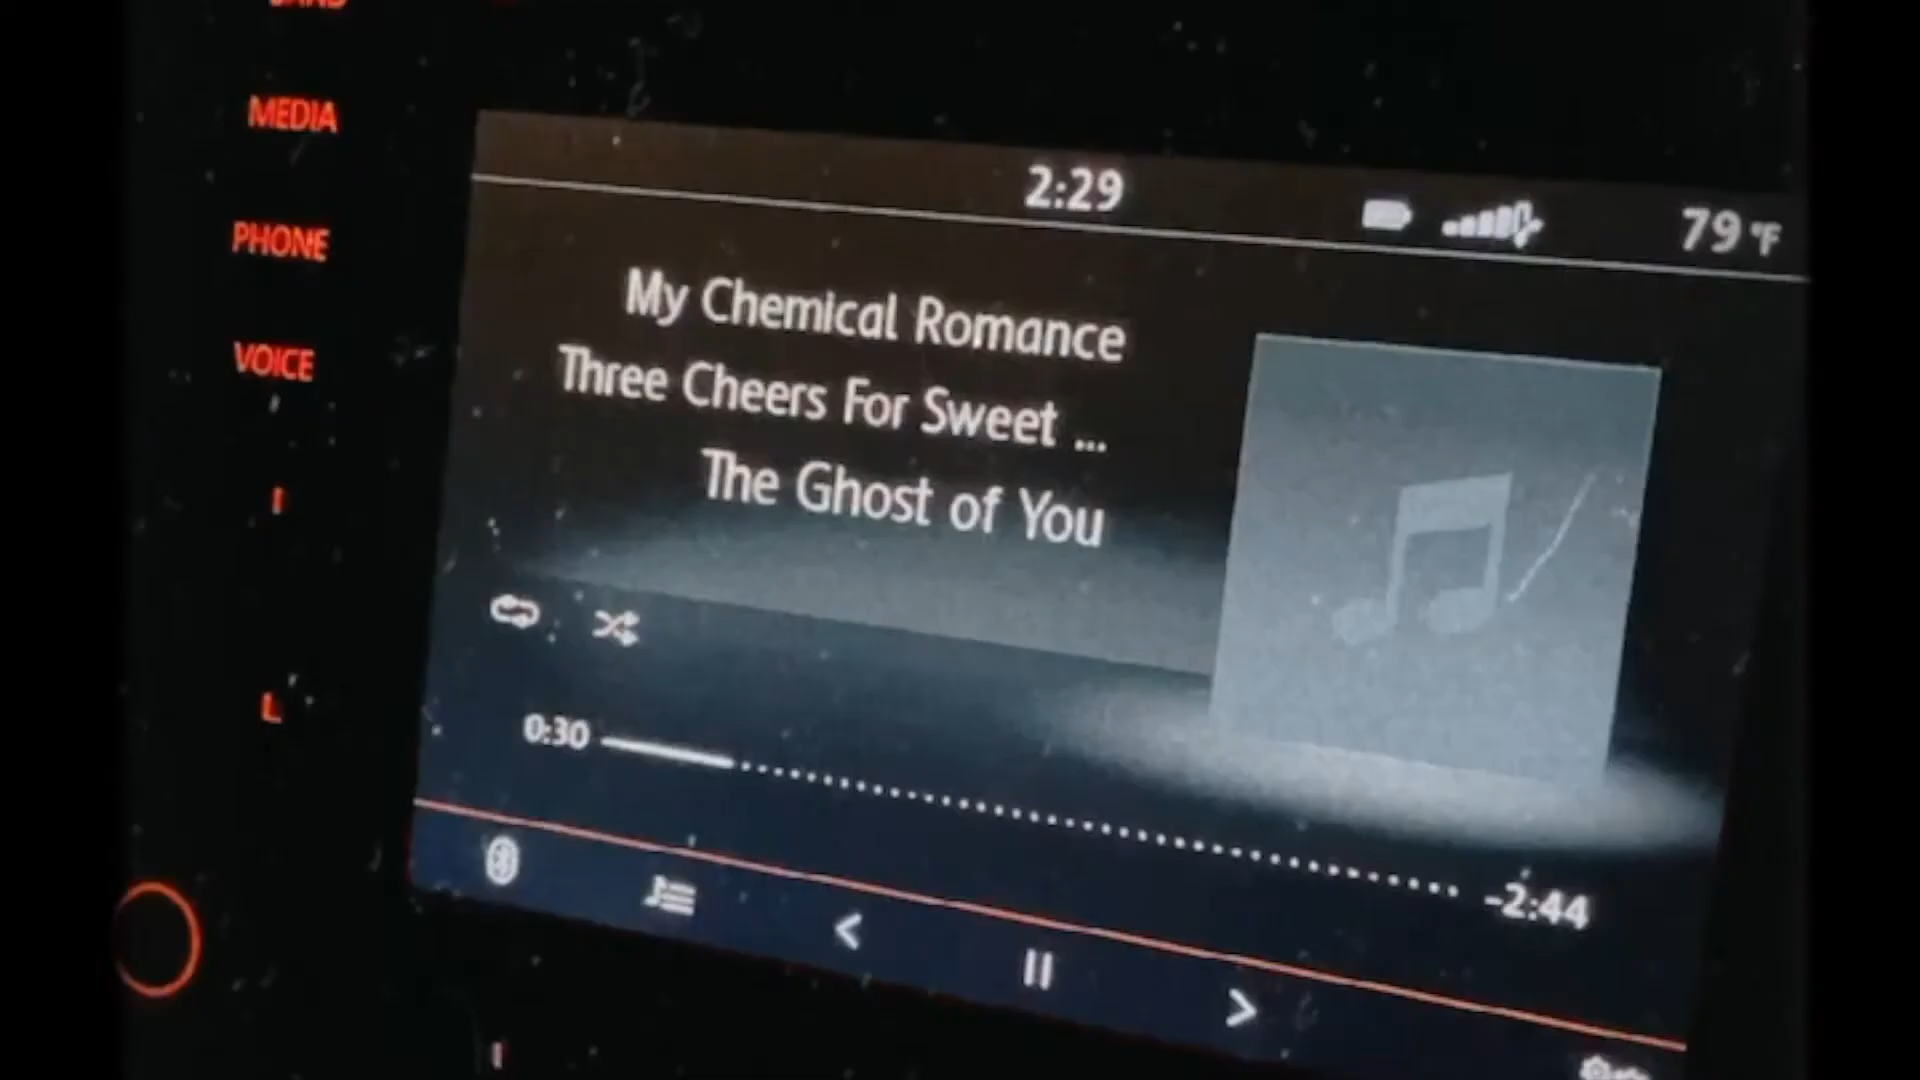 MEDIA
PHONE
VOICE
2:29
79 °F
My Chemical Romance
Three Cheers For Sweet ...
The Ghost of You
0:30
-2:44